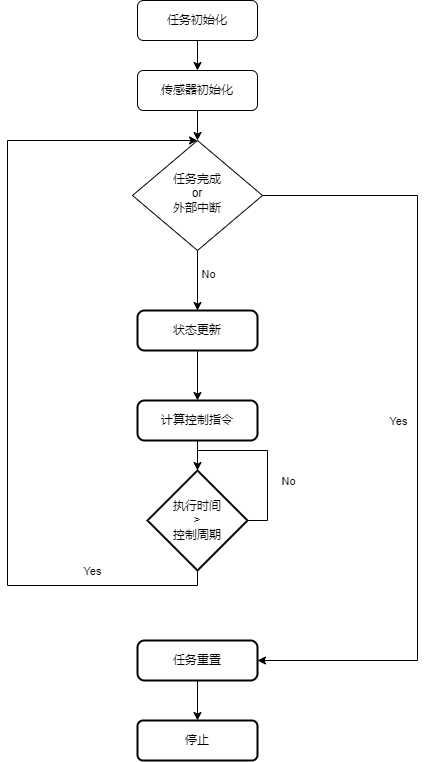 任务初始化
传感器初始化
任务完成
or
外部中断
No
状态更新
计算控制指令
Yes
No
执行时间
>
控制周期
Yes
任务重置
停止